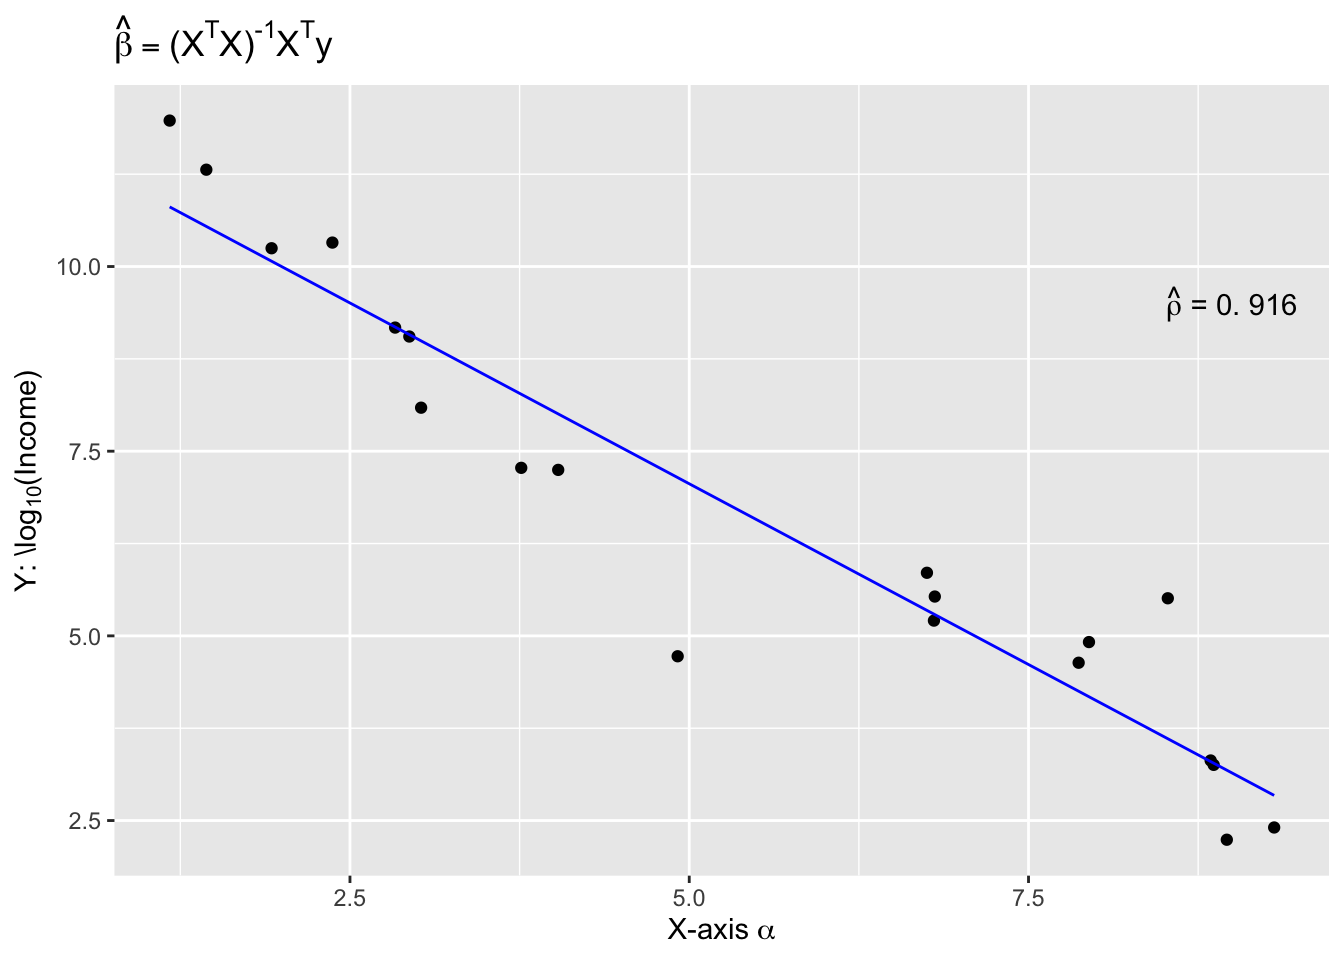 β̂ = (XᵀX)⁻¹Xᵀy
10.0
7.5
5.0
2.5
Y: \log₁₀(Income)
ρ̂ = 0. 916
2.5
5.0
7.5
X-axis α